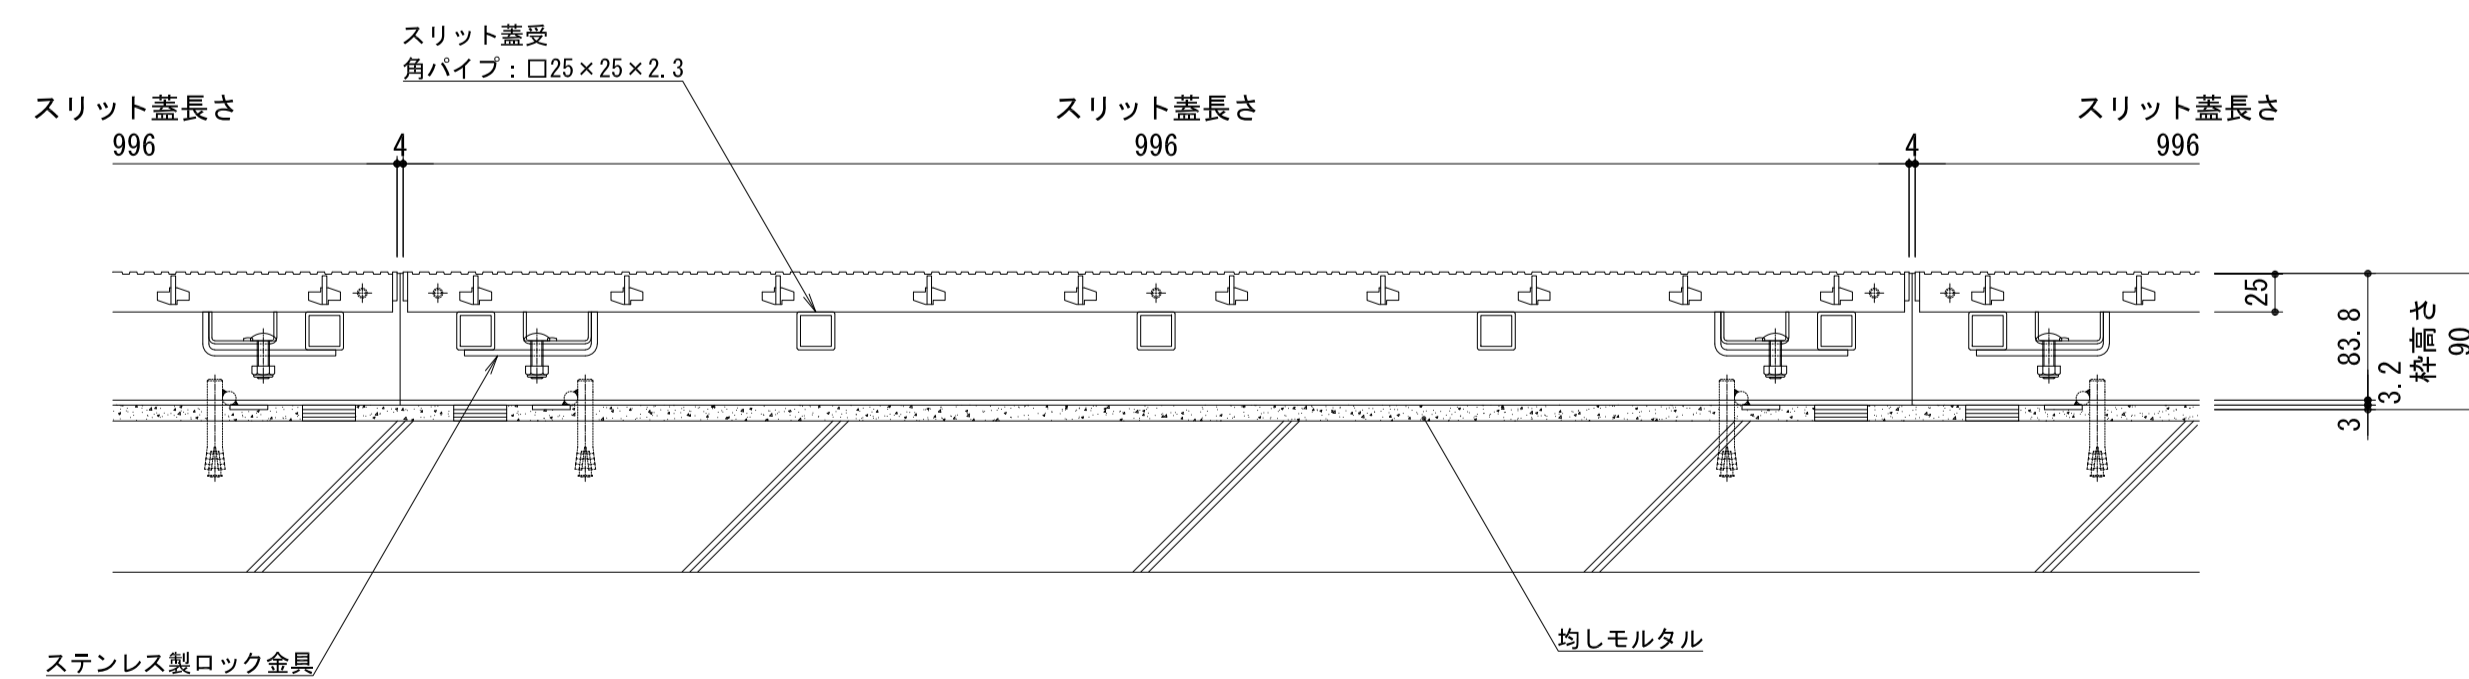 スリット蓋受
角パイプ：□25×25×2.3
スリット蓋長さ
996
4
スリット蓋長さ
996
4
スリット蓋長さ
996
25
83.8
3.2
3
枠高さ
90
ステンレス製ロック金具
均しモルタル